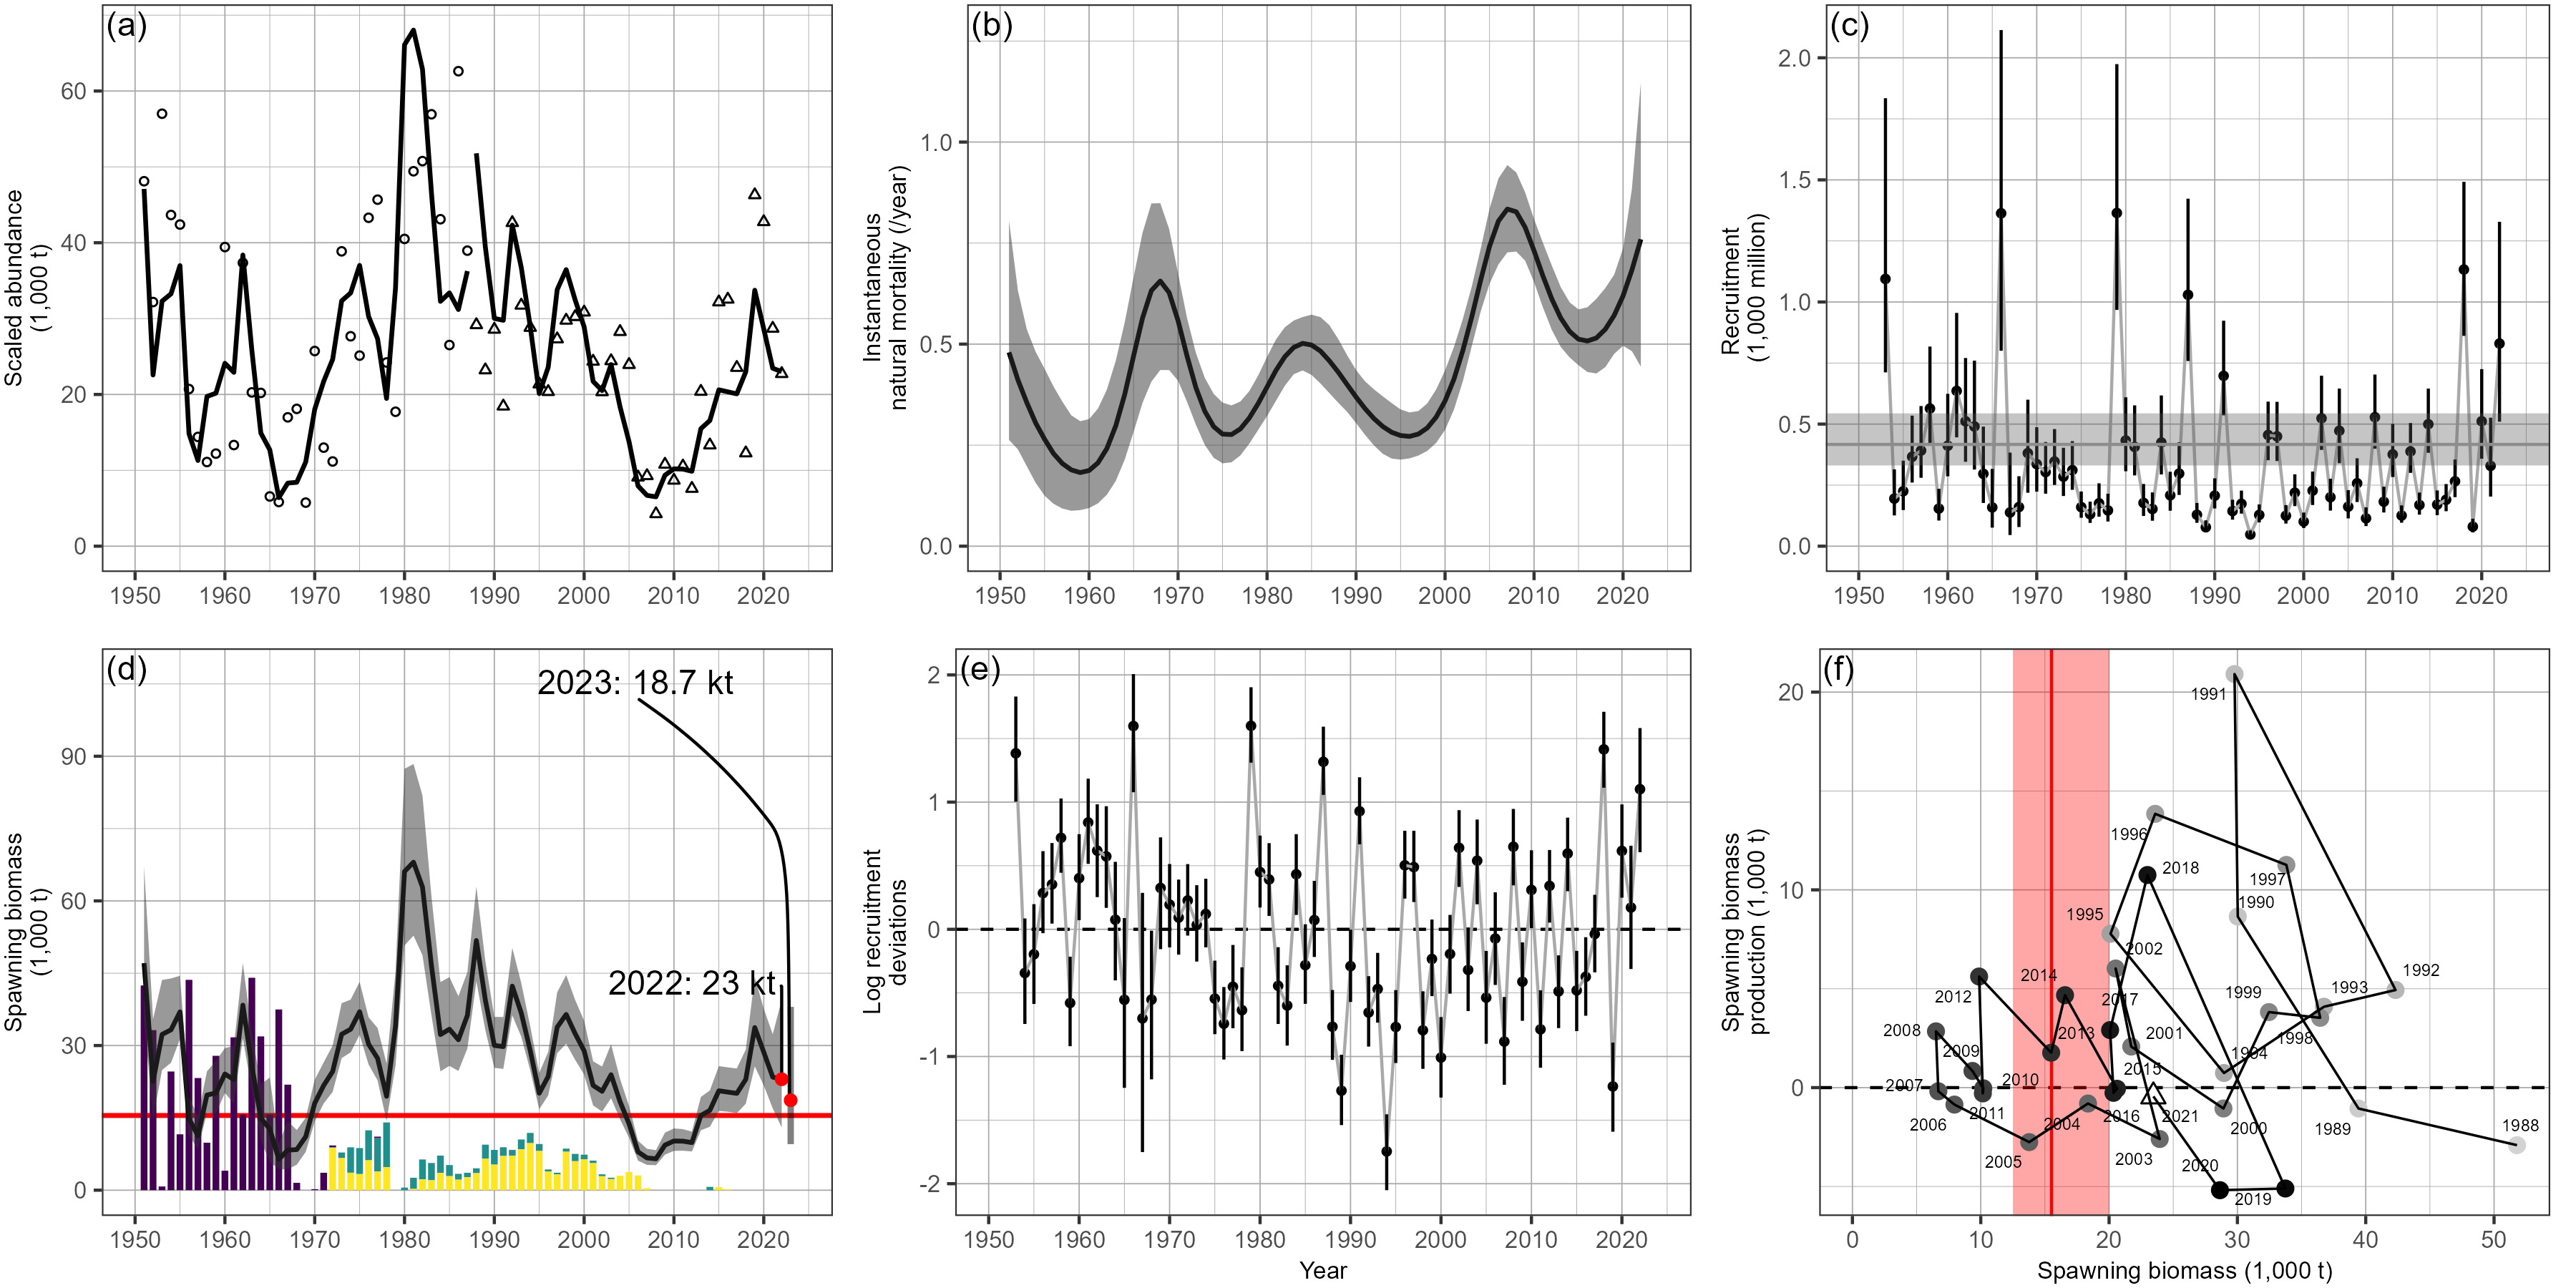 (a)
Scaled abundance
(1,000 t)
60
40
20
0
1950 1960 1970 1980 1990 2000 2010 2020
(b)
Instantaneous
natural mortality (/year)
1.0
0.5
0.0
1950 1960 1970 1980 1990 2000 2010 2020
(c)
Recruitment
(1,000 million)
2.0
1.5
1.0
0.5
0.0
1950 1960 1970 1980 1990 2000 2010 2020
(d)
2023: 18.7 kt
2022: 23 kt
Spawning biomass
(1,000 t)
90
60
30
0
1950 1960 1970 1980 1990 2000 2010 2020
(e)
Log recruitment
deviations
2
1
0
-1
-2
1950 1960 1970 1980 1990 2000 2010 2020
Year
(f)
Spawning biomass
production (1,000 t)
20
10
0
1991
1996
2018
1997
1990
1995
2002
2014
1992
2012
2017
1999
1993
2008
2013
2001
1998
2009
1994
2015
2010
2007
2011
2016
2021
2006
2004
2000
1989
1988
2005
2003
2020
2019
0 10 20 30 40 50
Spawning biomass (1,000 t)